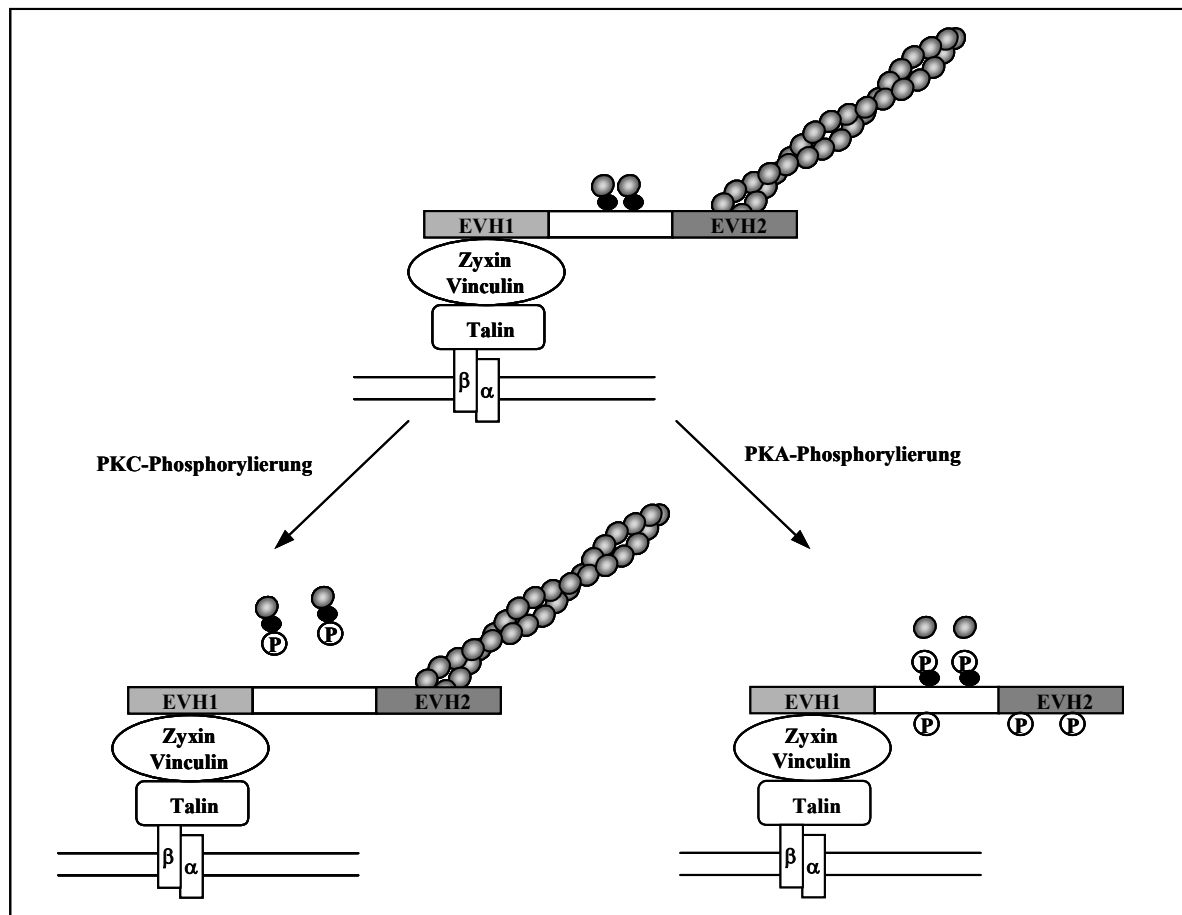 EVH1 EVH2
Zyxin
Vinculin
Talin
β
α
PKC-Phosphorylierung
PKA-Phosphorylierung
P P
EVH1 EVH2
Zyxin
Vinculin
Talin
β
α
P P
EVH1 EVH2
P P P
Zyxin
Vinculin
Talin
β
α